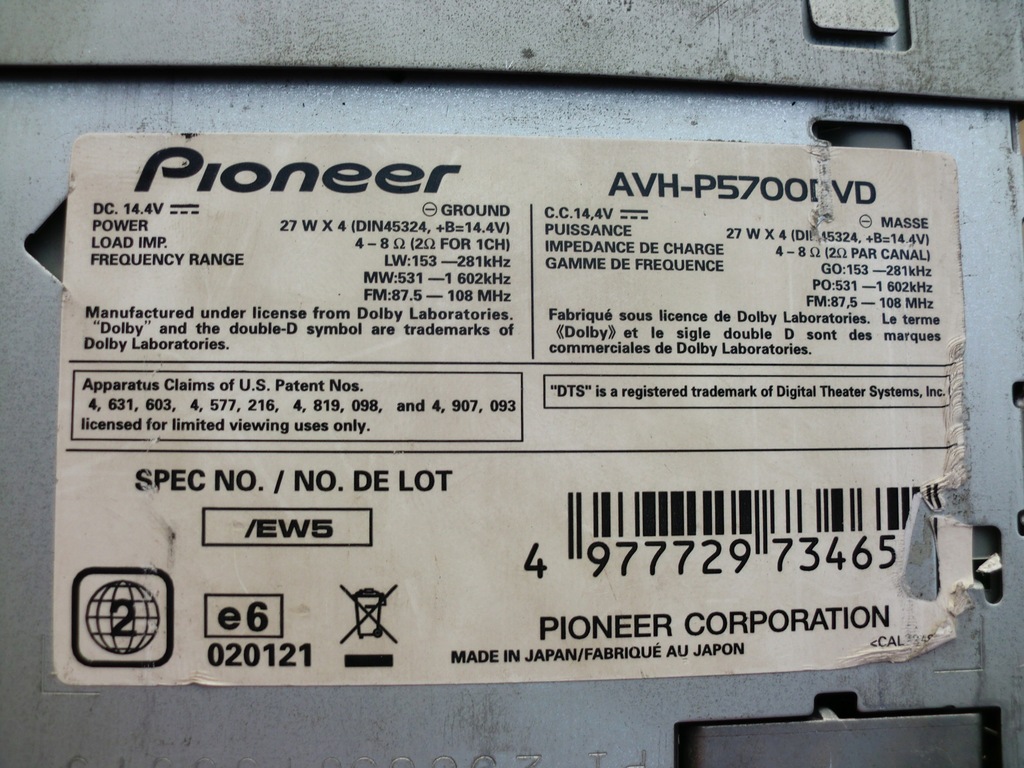 Pioneer
DC. 14.4V ⊖ GROUND
POWER 27 W X 4 (DIN45324, +B=14.4V)
LOAD IMP. 4 – 8 Ω (2Ω FOR 1CH)
FREQUENCY RANGE LW:153 —281kHz
MW:531 —1 602kHz
FM:87.5 — 108 MHz
Manufactured under license from Dolby Laboratories.
"Dolby" and the double-D symbol are trademarks of
Dolby Laboratories.
AVH-P5700DVD
C.C.14,4V ⊖ MASSE
PUISSANCE 27 W X 4 (DIN45324, +B=14.4V)
IMPEDANCE DE CHARGE 4 – 8 Ω (2Ω PAR CANAL)
GAMME DE FREQUENCE GO:153 —281kHz
PO:531 —1 602kHz
FM:87,5 — 108 MHz
Fabriqué sous licence de Dolby Laboratories. Le terme
《Dolby》 et le sigle double D sont des marques
commerciales de Dolby Laboratories.
Apparatus Claims of U.S. Patent Nos.
4, 631, 603, 4, 577, 216, 4, 819, 098, and 4, 907, 093
licensed for limited viewing uses only.
"DTS" is a registered trademark of Digital Theater Systems, Inc.
SPEC NO. / NO. DE LOT
/EW5
4 977729 73465
2
e6
020121
PIONEER CORPORATION
MADE IN JAPAN/FABRIQUÉ AU JAPON